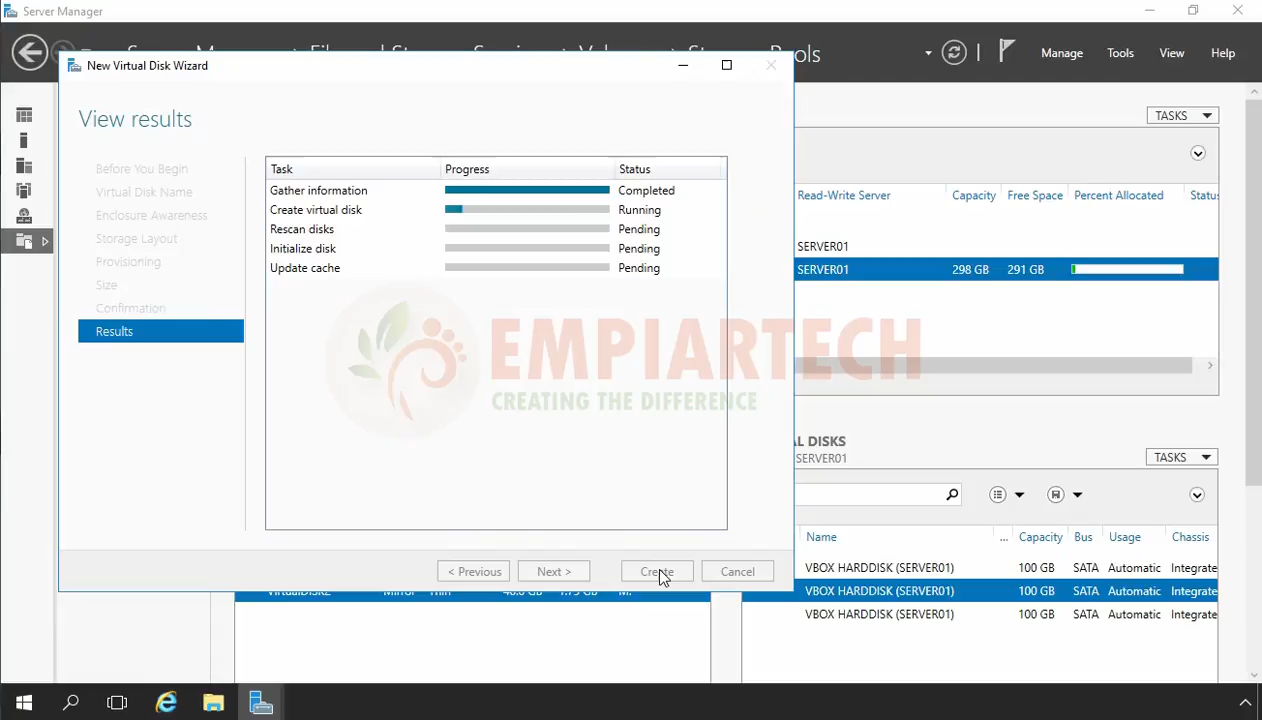 Server Manager
Manage
Tools
View
Help
New Virtual Disk Wizard
View results
Before You Begin
Virtual Disk Name
Enclosure Awareness
Storage Layout
Provisioning
Size
Confirmation
Results
Task Progress Status
Gather information Completed
Create virtual disk Running
Rescan disks Pending
Initialize disk Pending
Update cache Pending
< Previous
Next >
Create
Cancel
TASKS
Read-Write Server Capacity Free Space Percent Allocated Status
SERVER01
SERVER01 298 GB 291 GB
EMPIARTECH
CREATING THE DIFFERENCE
AL DISKS
SERVER01
TASKS
Name ... Capacity Bus Usage Chassis
VBOX HARDDISK (SERVER01) 100 GB SATA Automatic Integrate
VBOX HARDDISK (SERVER01) 100 GB SATA Automatic Integrate
VBOX HARDDISK (SERVER01) 100 GB SATA Automatic Integrate